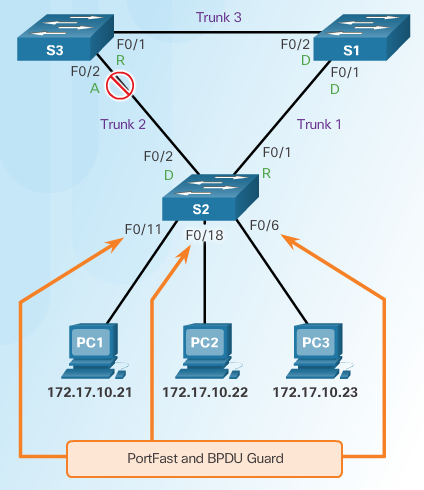 Trunk 3
S3
F0/1
R
F0/2
D
S1
F0/2
A
F0/1
D
Trunk 2
Trunk 1
F0/2
D
F0/1
R
S2
F0/11
F0/18
F0/6
PC1
PC2
PC3
172.17.10.21
172.17.10.22
172.17.10.23
PortFast and BPDU Guard